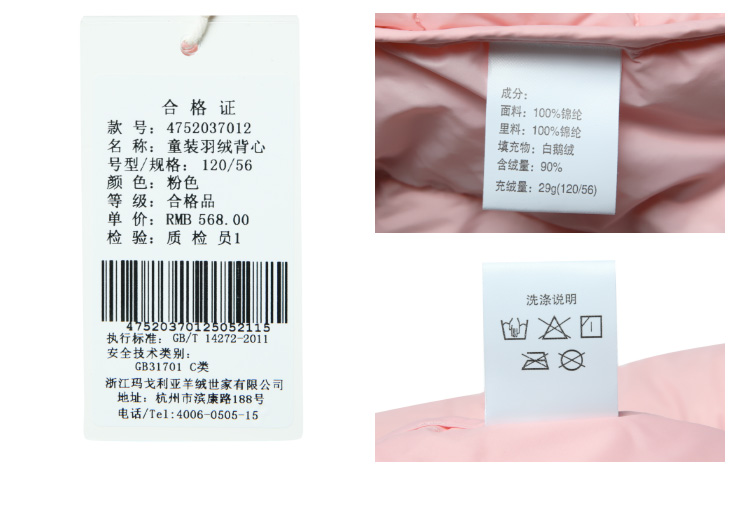 合格证
款 号: 4752037012
名 称: 童装羽绒背心
号型/规格: 120/56
颜 色: 粉色
等 级: 合格品
单 价: RMB 568.00
检 验: 质 检 员1
47520370125052115
执行标准: GB/T 14272-2011
安全技术类别:
GB31701 C类
浙江玛戈利亚羊绒世家有限公司
地址: 杭州市滨康路188号
电话/Tel:4006-0505-15
成分:
面料: 100%锦纶
里料: 100%锦纶
填充物: 白鹅绒
含绒量: 90%
充绒量: 29g(120/56)
洗涤说明